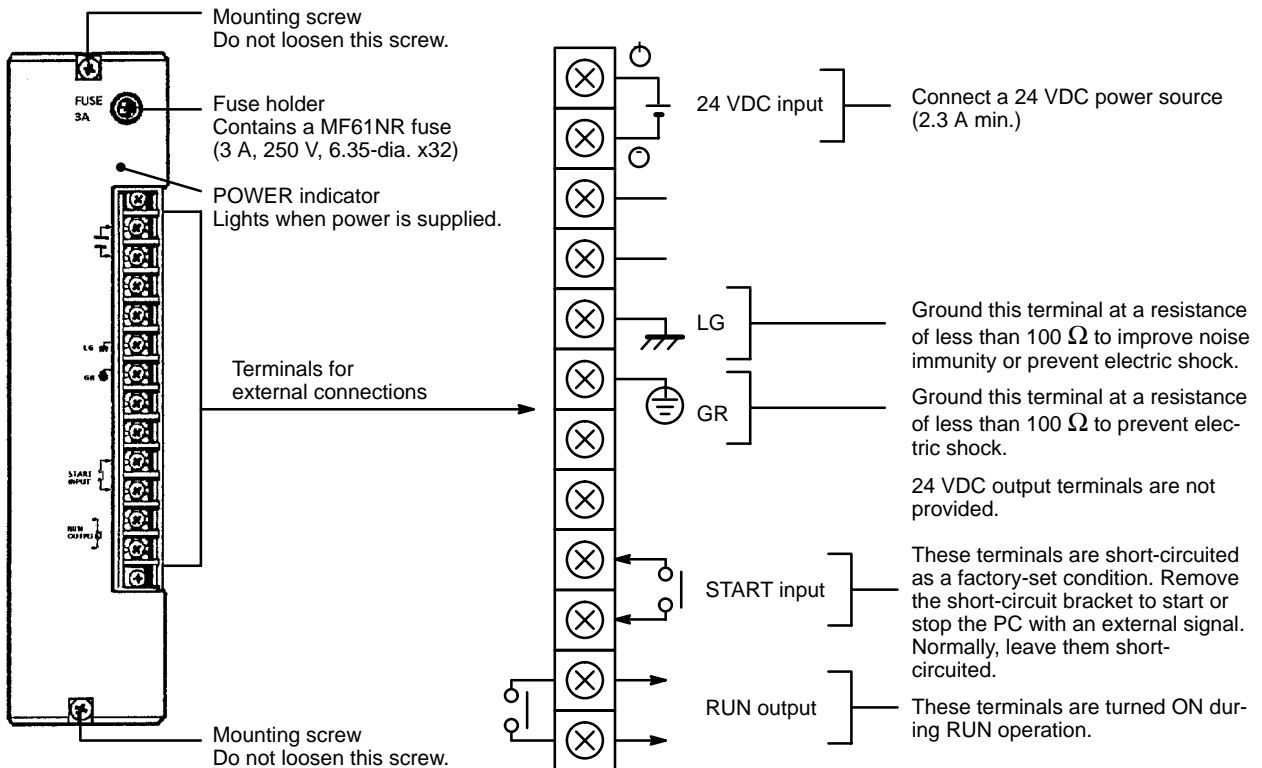 Mounting screw
Do not loosen this screw.
FUSE
3A
Fuse holder
Contains a MF61NR fuse
(3 A, 250 V, 6.35-dia. x32)
POWER indicator
Lights when power is supplied.
LG
GR
START
INPUT
RUN
OUTPUT
Terminals for
external connections
Mounting screw
Do not loosen this screw.
24 VDC input
Connect a 24 VDC power source
(2.3 A min.)
LG
Ground this terminal at a resistance
of less than 100 Ω to improve noise
immunity or prevent electric shock.
GR
Ground this terminal at a resistance
of less than 100 Ω to prevent elec-
tric shock.
24 VDC output terminals are not
provided.
START input
These terminals are short-circuited
as a factory-set condition. Remove
the short-circuit bracket to start or
stop the PC with an external signal.
Normally, leave them short-
circuited.
RUN output
These terminals are turned ON dur-
ing RUN operation.